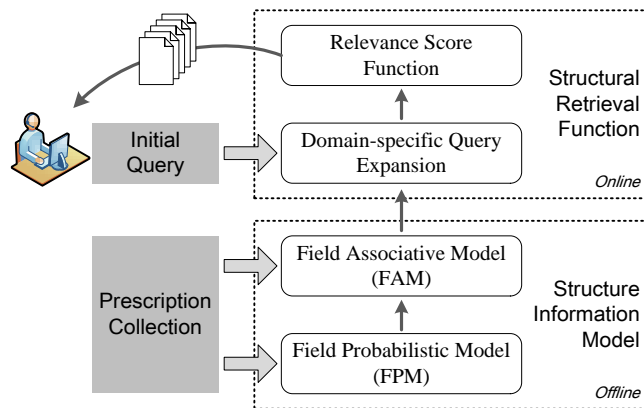 Relevance Score
Function
Structural
Retrieval
Function
Online
Initial
Query
Domain-specific Query
Expansion
Prescription
Collection
Field Associative Model
(FAM)
Field Probabilistic Model
(FPM)
Structure
Information
Model
Offline